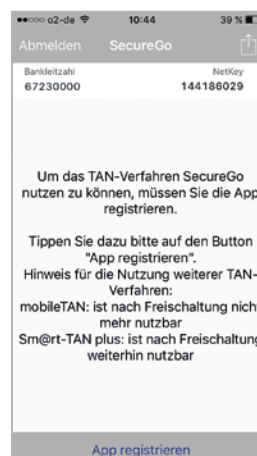 o2-de 10:44 39 %
Abmelden SecureGo
Bankleitzahl NetKey
67230000 144186029
Um das TAN-Verfahren SecureGo
nutzen zu können, müssen Sie die App
registrieren.
Tippen Sie dazu bitte auf den Button
"App registrieren".
Hinweis für die Nutzung weiterer TAN-
Verfahren:
mobileTAN: ist nach Freischaltung nich
mehr nutzbar
Sm@rt-TAN plus: ist nach Freischaltung
weiterhin nutzbar
App registrieren